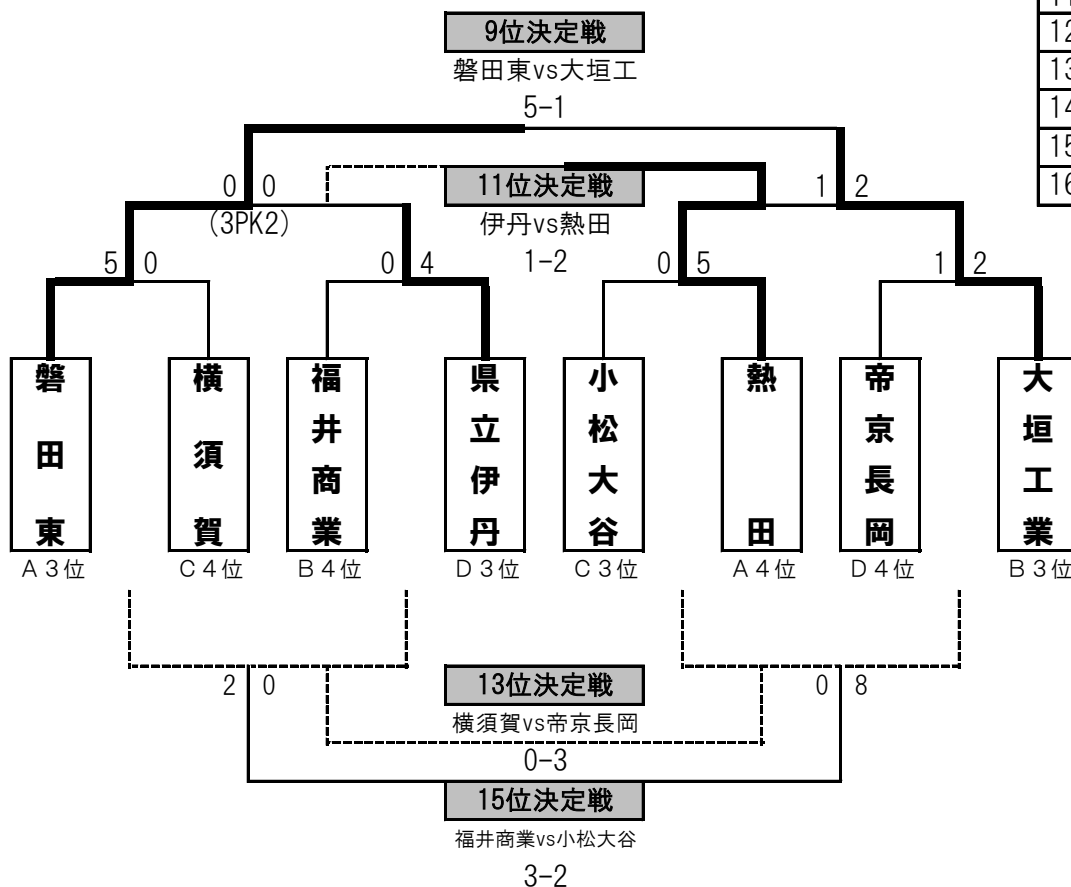 9位決定戦
磐田東vs大垣工
5-1
0 0
(3PK2)
11位決定戦
伊丹vs熱田
1-2
1 2
5 0
0 4
0 5
1 2
磐田東
横須賀
福井商業
県立伊丹
小松大谷
熱田
帝京長岡
大垣工業
A3位
C4位
B4位
D3位
C3位
A4位
D4位
B3位
2 0
13位決定戦
0 8
横須賀vs帝京長岡
0-3
15位決定戦
福井商業vs小松大谷
3-2
12
13
14
15
16